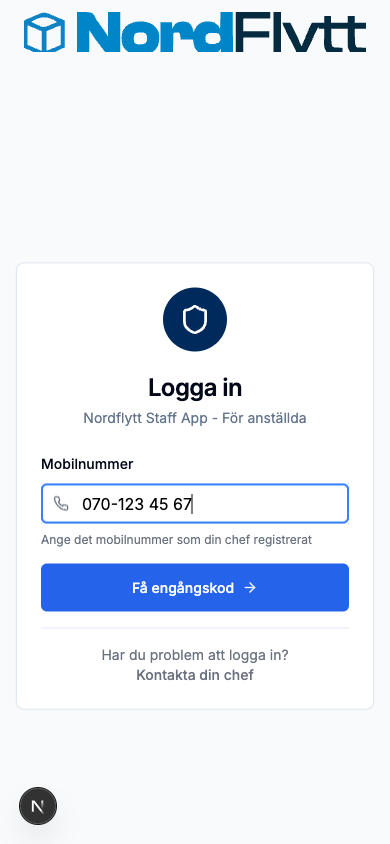 NordFlytt
Logga in
Nordflytt Staff App - För anställda
Mobilnummer
070-123 45 67
Ange det mobilnummer som din chef registrerat
Få engångskod
Har du problem att logga in?
Kontakta din chef
N